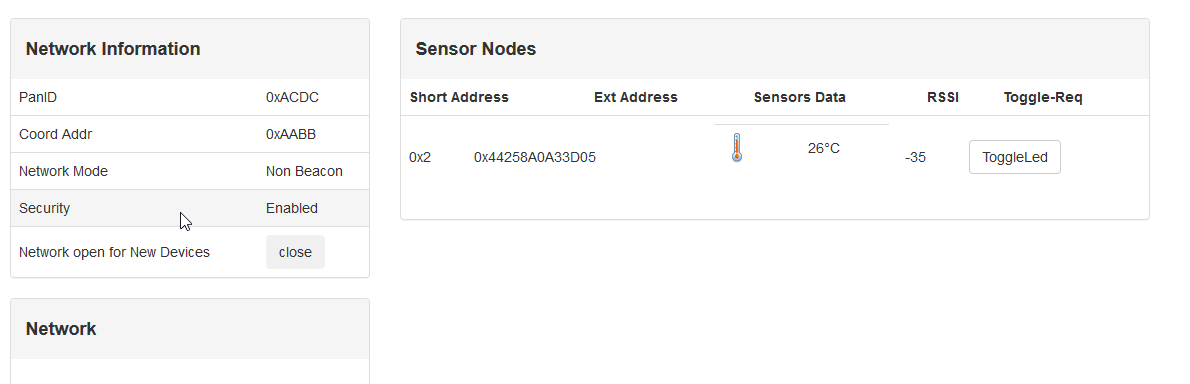 Network Information
PanID 0xACDC
Coord Addr 0xAABB
Network Mode Non Beacon
Security Enabled
Network open for New Devices close
Network
Sensor Nodes
Short Address Ext Address Sensors Data RSSI Toggle-Req
0x2 0x44258A0A33D05 26°C -35 ToggleLed